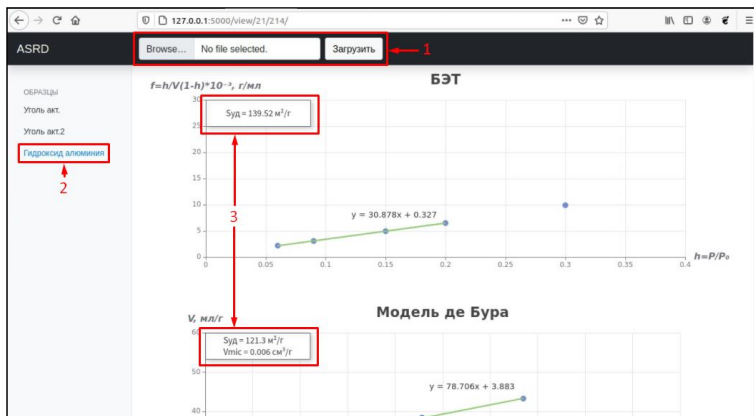 127.0.0.1:5000/view/21/214/
ASRD
Browse... No file selected.
Загрузить
1
ОБРАЗЦЫ
Уголь акт.
Уголь акт.2
Гидроксид алюминия
2
БЭТ
f=h/V(1-h)*10⁻³, г/мл
30
25
20
15
10
5
0
Sуд = 139.52 м²/г
3
y = 30.878x + 0.327
0 0.05 0.1 0.15 0.2 0.25 0.3 0.35 0.4
h=P/P₀
Модель де Бура
V, мл/г
60
50
40
Sуд = 121.3 м²/г
Vmic = 0.006 см³/г
y = 78.706x + 3.883